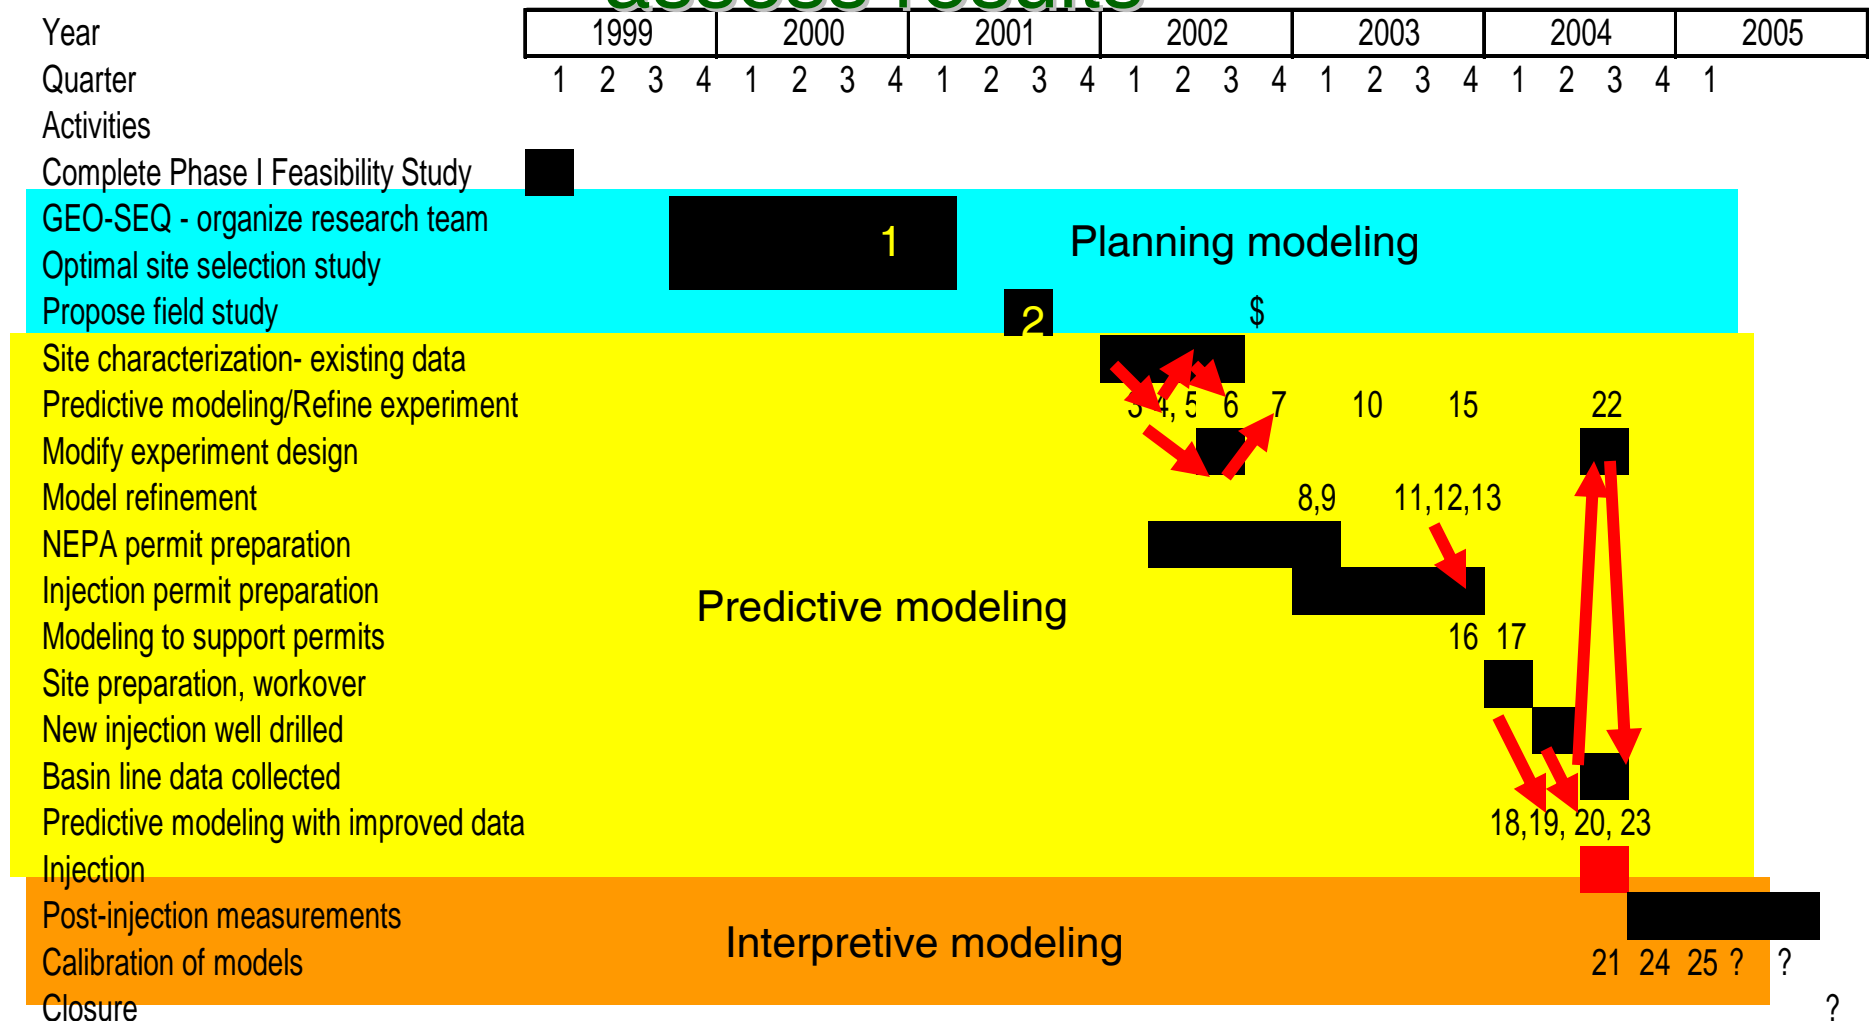 assess results
Year 1999 2000 2001 2002 2003 2004 2005
Quarter 1 2 3 4 1 2 3 4 1 2 3 4 1 2 3 4 1 2 3 4 1 2 3 4 1
Activities
Complete Phase I Feasibility Study
GEO-SEQ - organize research team
1 Planning modeling
Optimal site selection study
Propose field study 2 $
Site characterization- existing data
Predictive modeling/Refine experiment 3 4, 5 6 7 10 15 22
Modify experiment design
Model refinement 8,9 11,12,13
NEPA permit preparation
Injection permit preparation
Predictive modeling
Modeling to support permits 16 17
Site preparation, workover
New injection well drilled
Basin line data collected
Predictive modeling with improved data 18,19, 20, 23
Injection
Post-injection measurements
Interpretive modeling
Calibration of models 21 24 25 ? ?
Closure ?